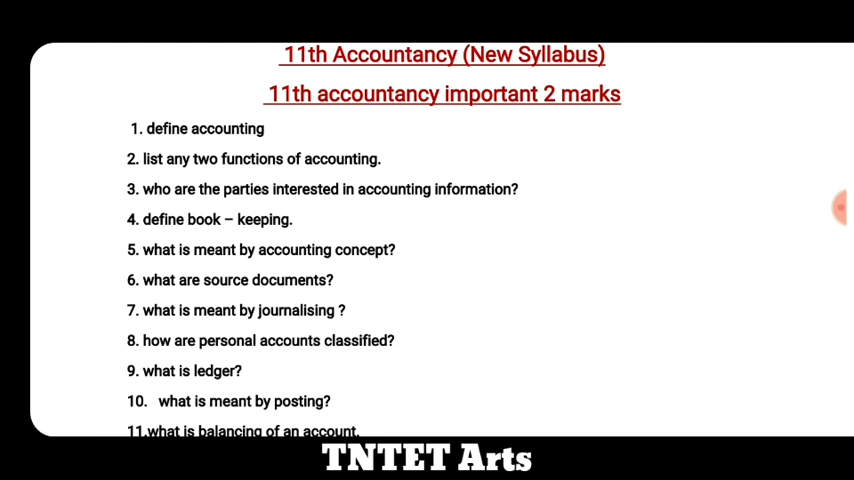 11th Accountancy (New Syllabus)
11th accountancy important 2 marks
1. define accounting
2. list any two functions of accounting.
3. who are the parties interested in accounting information?
4. define book – keeping.
5. what is meant by accounting concept?
6. what are source documents?
7. what is meant by journalising ?
8. how are personal accounts classified?
9. what is ledger?
10. what is meant by posting?
11.what is balancing of an account.
TNTET Arts